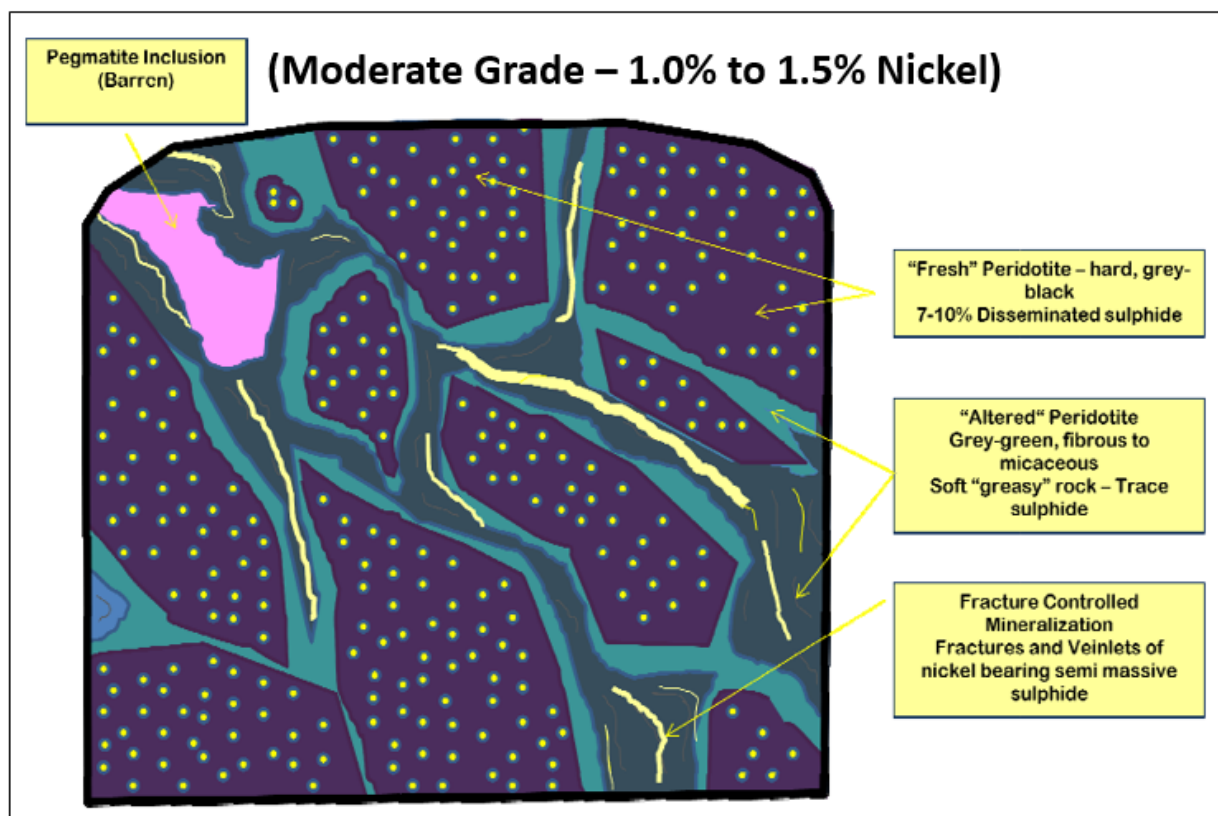 Pegmatite Inclusion
(Barren)
(Moderate Grade – 1.0% to 1.5% Nickel)
“Fresh” Peridotite – hard, grey-
black
7-10% Disseminated sulphide
“Altered“ Peridotite
Grey-green, fibrous to
micaceous
Soft “greasy” rock – Trace
sulphide
Fracture Controlled
Mineralization
Fractures and Veinlets of
nickel bearing semi massive
sulphide